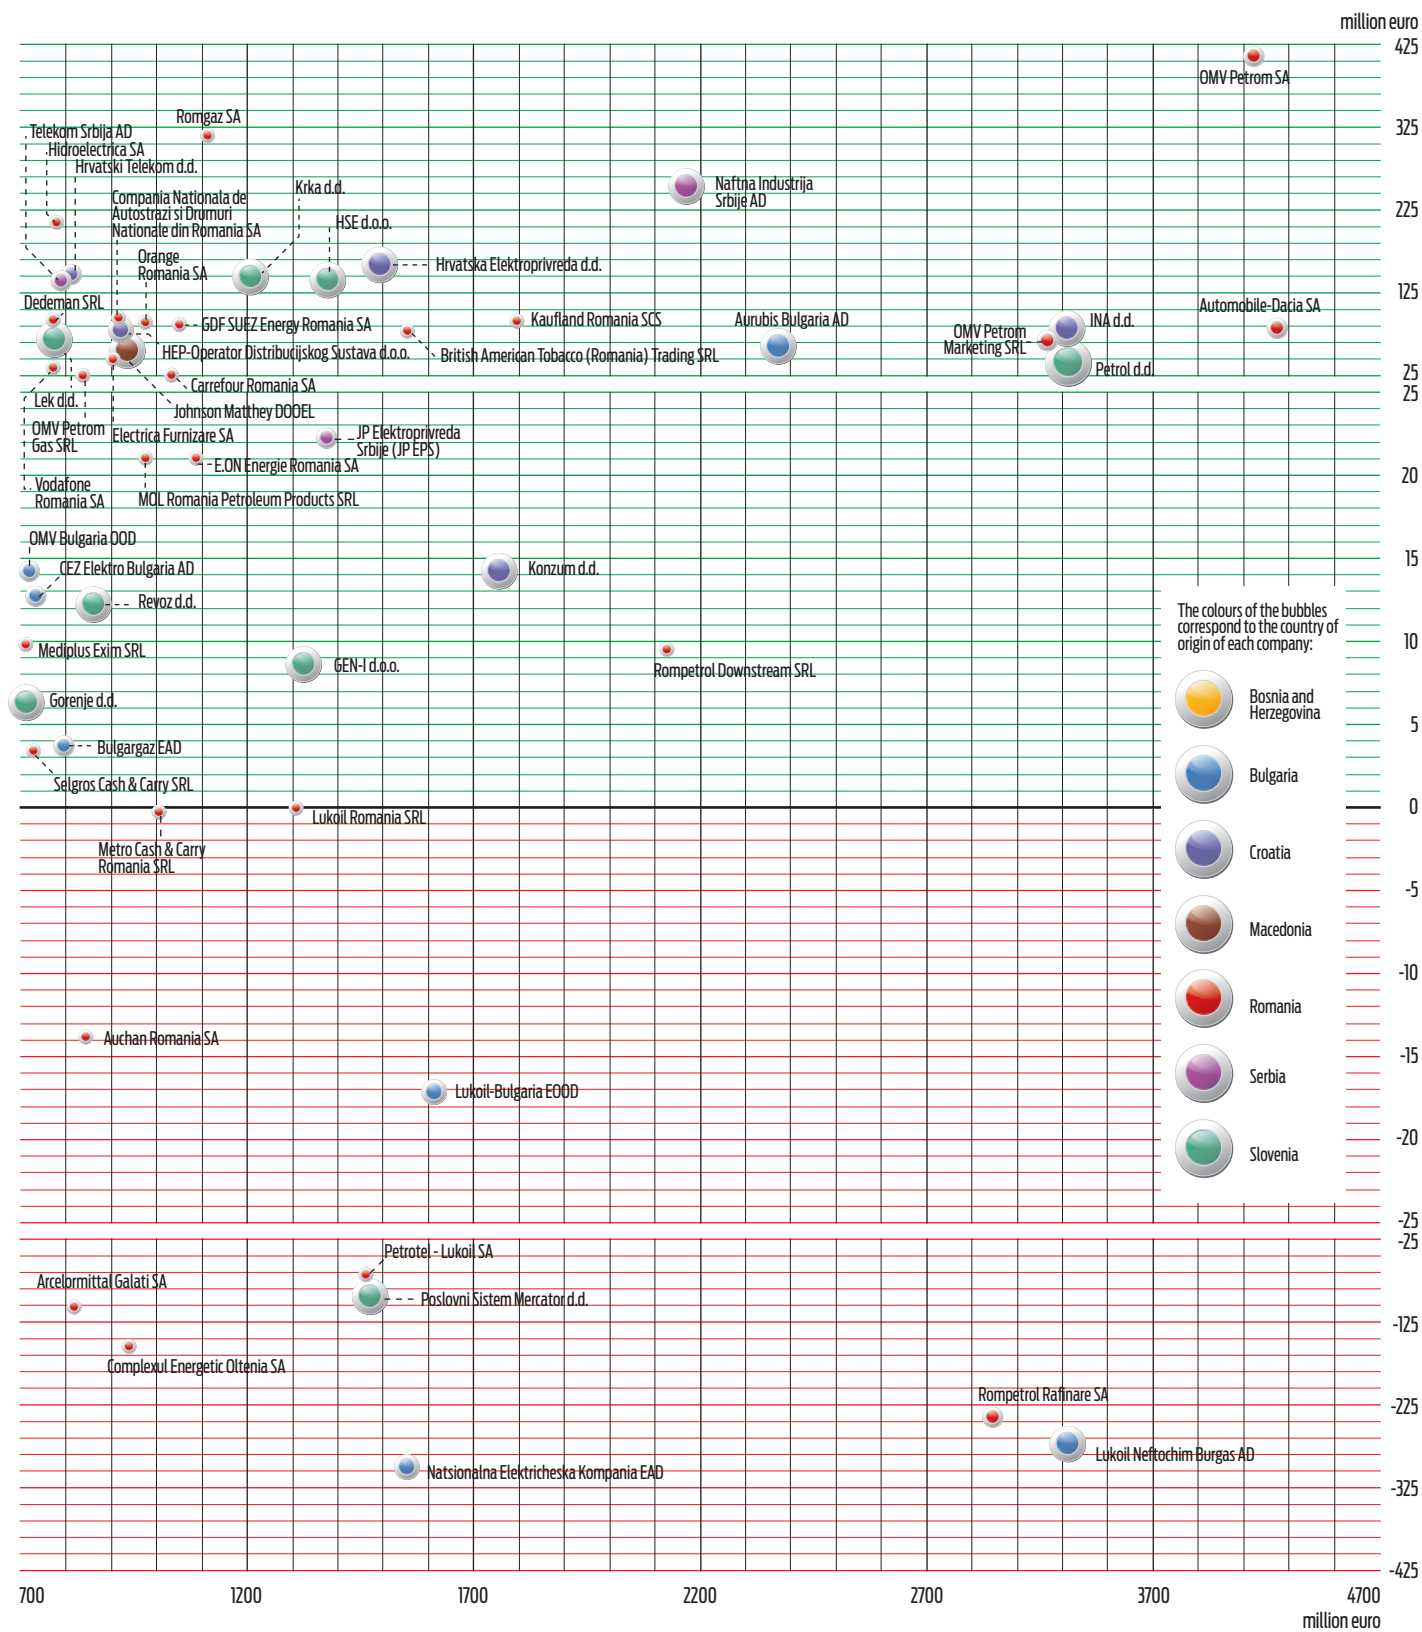 million euro
425
OMV Petrom SA
Romgaz SA
325
Telekom Srbija AD
Hidroelectrica SA
Hrvatski Telekom d.d.
Krka d.d.
Naftna Industrija
Srbije AD
Compania Nationala de
Autostrazi si Drumuri
Nationale din Romania SA
225
HSE d.o.o.
Orange
Romania SA
Hrvatska Elektroprivreda d.d.
125
Dedeman SRL
Automobile-Dacia SA
GDF SUEZ Energy Romania SA
Kaufland Romania SCS
Aurubis Bulgaria AD
INA d.d.
OMV Petrom
Marketing SRL
HEP-Operator Distribucijskog Sustava d.o.o.
British American Tobacco (Romania) Trading SRL
Petrol d.d.
25
25
Carrefour Romania SA
Lek d.d.
Johnson Matthey DOOEL
OMV Petrom
Gas SRL
Electrica Furnizare SA
JP Elektroprivreda
Srbije (JP EPS)
E.ON Energie Romania SA
20
Vodafone
Romania SA
MOL Romania Petroleum Products SRL
OMV Bulgaria OOD
15
CEZ Elektro Bulgaria AD
Konzum d.d.
Revoz d.d.
The colours of the bubbles
correspond to the country of
origin of each company:
10
Mediplus Exim SRL
GEN-I d.o.o.
Rompetrol Downstream SRL
Gorenje d.d.
Bosnia and
Herzegovina
5
Bulgargaz EAD
Bulgaria
Selgros Cash & Carry SRL
0
Lukoil Romania SRL
Metro Cash & Carry
Romania SRL
Croatia
-5
Macedonia
-10
Romania
Auchan Romania SA
-15
Serbia
Lukoil-Bulgaria EOOD
-20
Slovenia
-25
-25
Petrotel - Lukoil SA
Arcelormittal Galati SA
Poslovni Sistem Mercator d.d.
-125
Complexul Energetic Oltenia SA
Rompetrol Rafinare SA
-225
Lukoil Neftochim Burgas AD
Natsionalna Elektricheska Kompania EAD
-325
-425
700 1200 1700 2200 2700 3700 4700
million euro